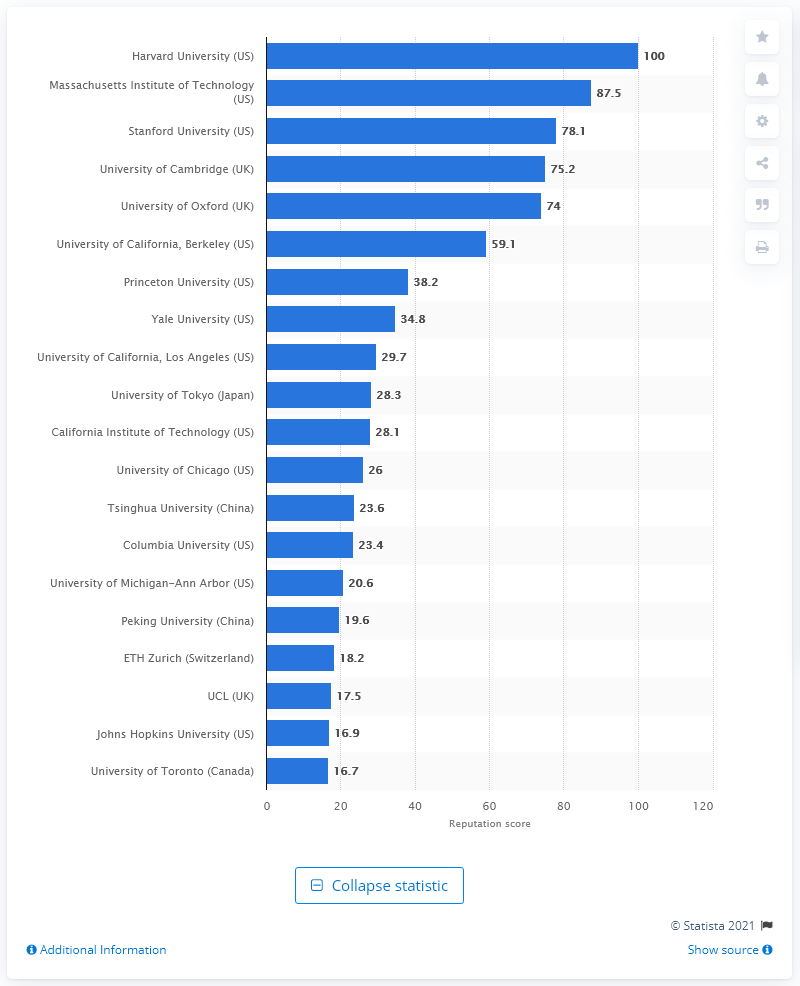 Harvard University (US)
100
Massachusetts Institute of Technology
(US)
87.5
Stanford University (US)
78.1
University of Cambridge (UK)
75.2
University of Oxford (UK)
74
University of California, Berkeley (US)
59.1
Princeton University (US)
38.2
Yale University (US)
34.8
University of California, Los Angeles (US)
29.7
University of Tokyo (Japan)
28.3
California Institute of Technology (US)
28.1
University of Chicago (US)
26
Tsinghua University (China)
23.6
Columbia University (US)
23.4
University of Michigan-Ann Arbor (US)
20.6
Peking University (China)
19.6
ETH Zurich (Switzerland)
18.2
UCL (UK)
17.5
Johns Hopkins University (US)
16.9
University of Toronto (Canada)
16.7
0 20 40 60 80 100 120
Reputation score
Collapse statistic
© Statista 2021
Additional Information
Show source